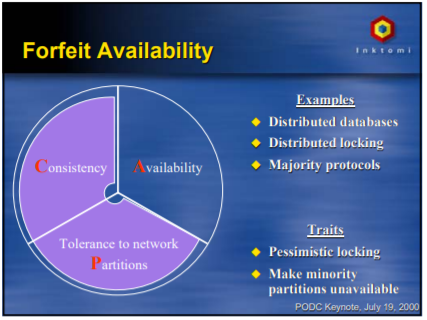 Forfeit Availability
Inktomi
Consistency
Availability
Tolerance to network
Partitions
Examples
Distributed databases
Distributed locking
Majority protocols
Traits
Pessimistic locking
Make minority
partitions unavailable
PODC Keynote, July 19, 2000